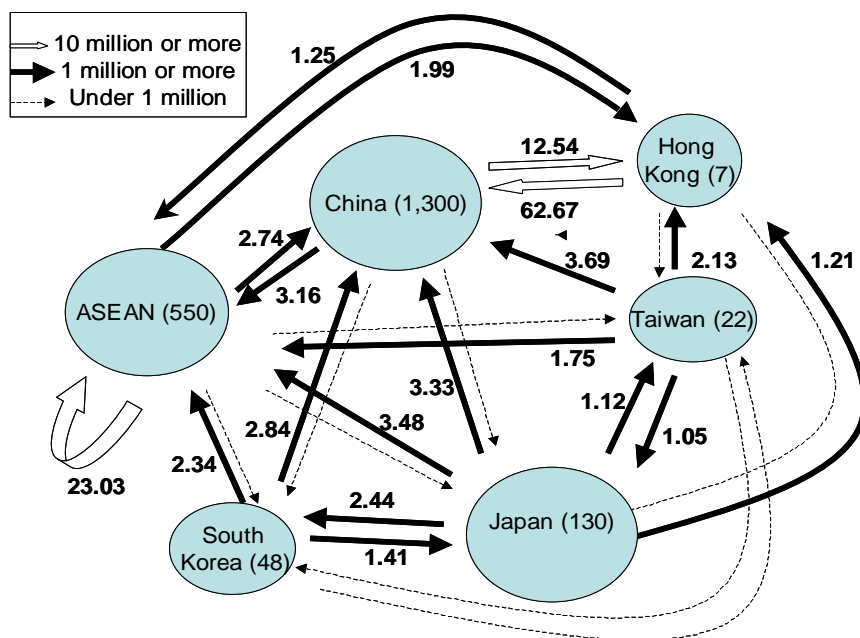 10 million or more
1 million or more
Under 1 million
1.25
1.99
12.54
Hong
Kong (7)
China (1,300)
62.67
2.74
3.69
2.13
1.21
3.16
ASEAN (550)
Taiwan (22)
1.75
3.33
1.12
2.84
3.48
1.05
2.34
23.03
2.44
Japan (130)
South
Korea (48)
1.41